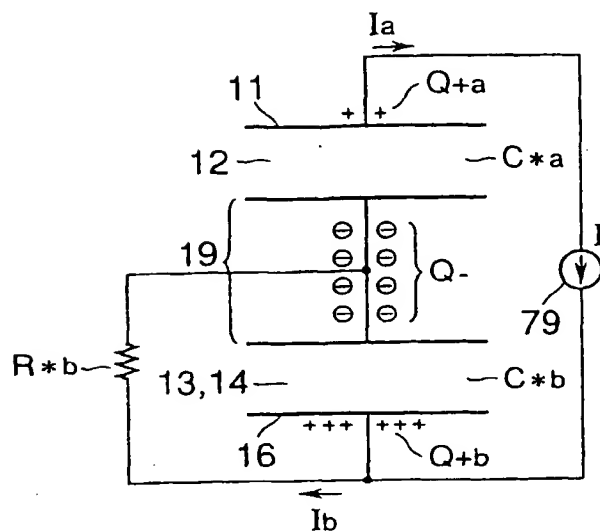 Ia
11
Q+a
+ +
12
C*a
19
⊖ ⊖
⊖ ⊖
⊖ ⊖
⊖ ⊖
Q-
I
79
R*b
13,14
C*b
16
+++ +++
Q+b
Ib